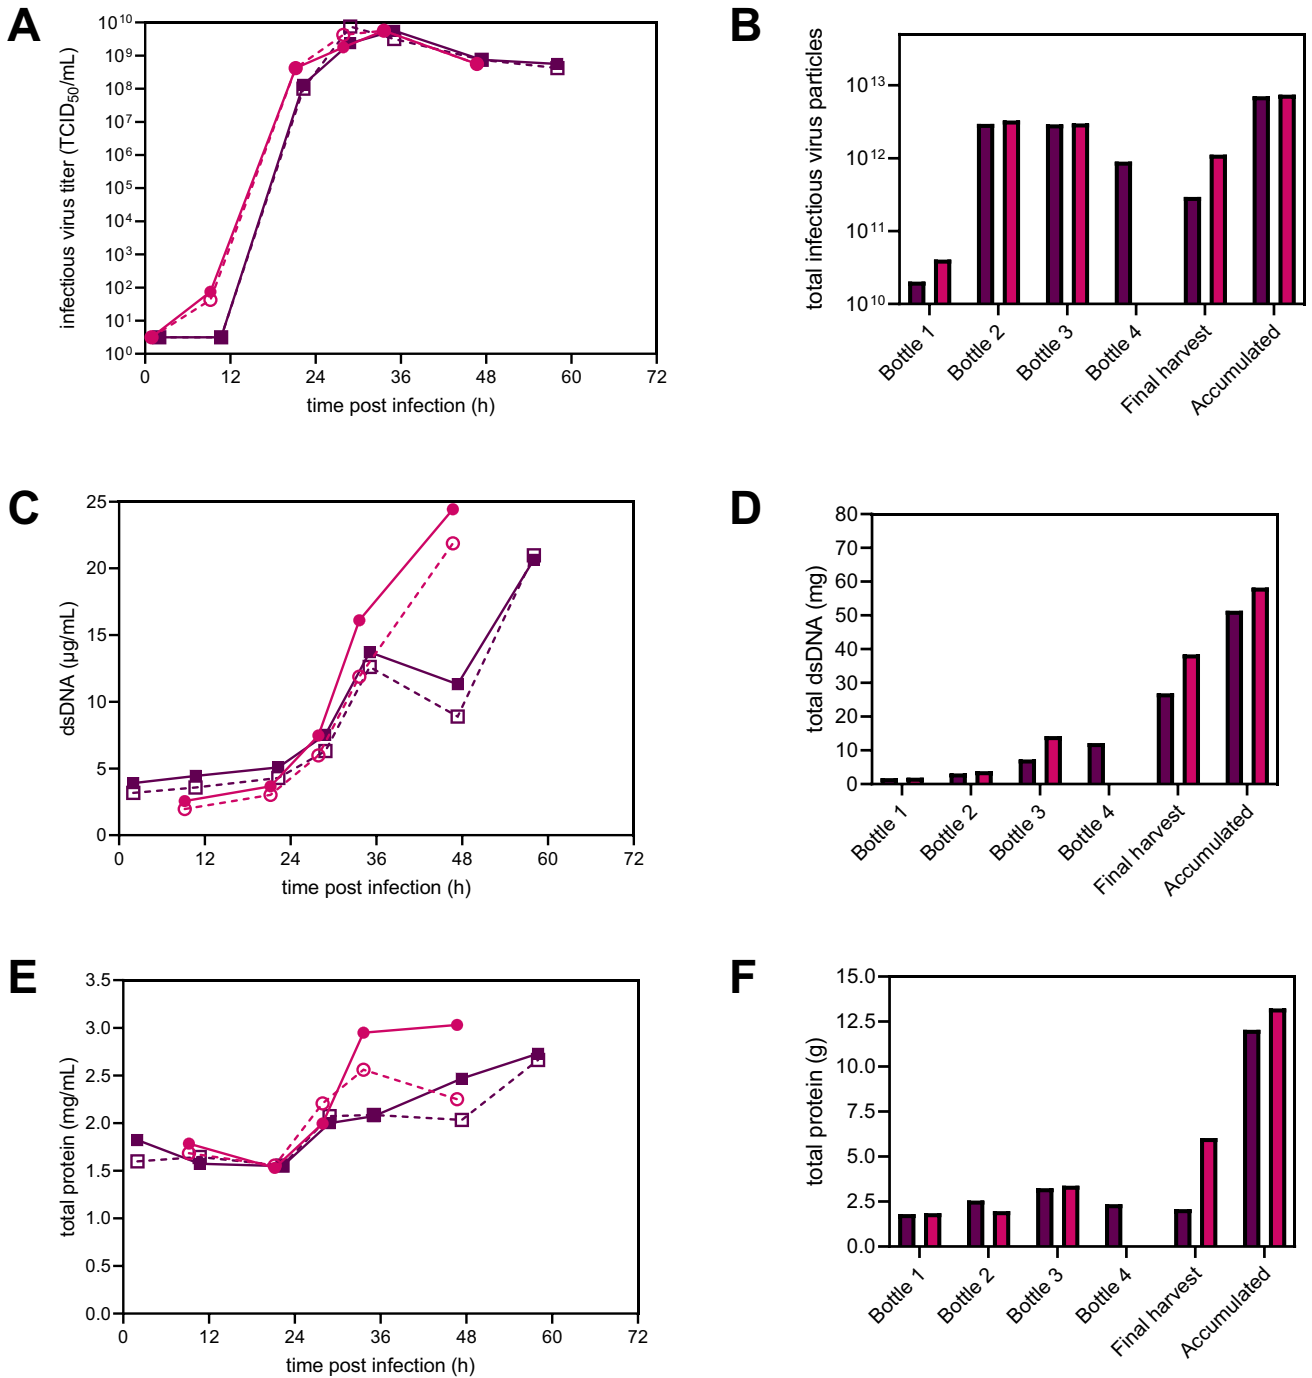 A
infectious virus titer (TCID50/mL)
10^10
10^9
10^8
10^7
10^6
10^5
10^4
10^3
10^2
10^1
10^0
0 12 24 36 48 60 72
time post infection (h)
B
total infectious virus particles
10^13
10^12
10^11
10^10
Bottle 1
Bottle 2
Bottle 3
Bottle 4
Final harvest
Accumulated
C
dsDNA (µg/mL)
25
20
15
10
5
0
0 12 24 36 48 60 72
time post infection (h)
D
total dsDNA (mg)
80
70
60
50
40
30
20
10
0
Bottle 1
Bottle 2
Bottle 3
Bottle 4
Final harvest
Accumulated
E
total protein (mg/mL)
3.5
3.0
2.5
2.0
1.5
1.0
0.5
0.0
0 12 24 36 48 60 72
time post infection (h)
F
total protein (g)
15.0
12.5
10.0
7.5
5.0
2.5
0.0
Bottle 1
Bottle 2
Bottle 3
Bottle 4
Final harvest
Accumulated